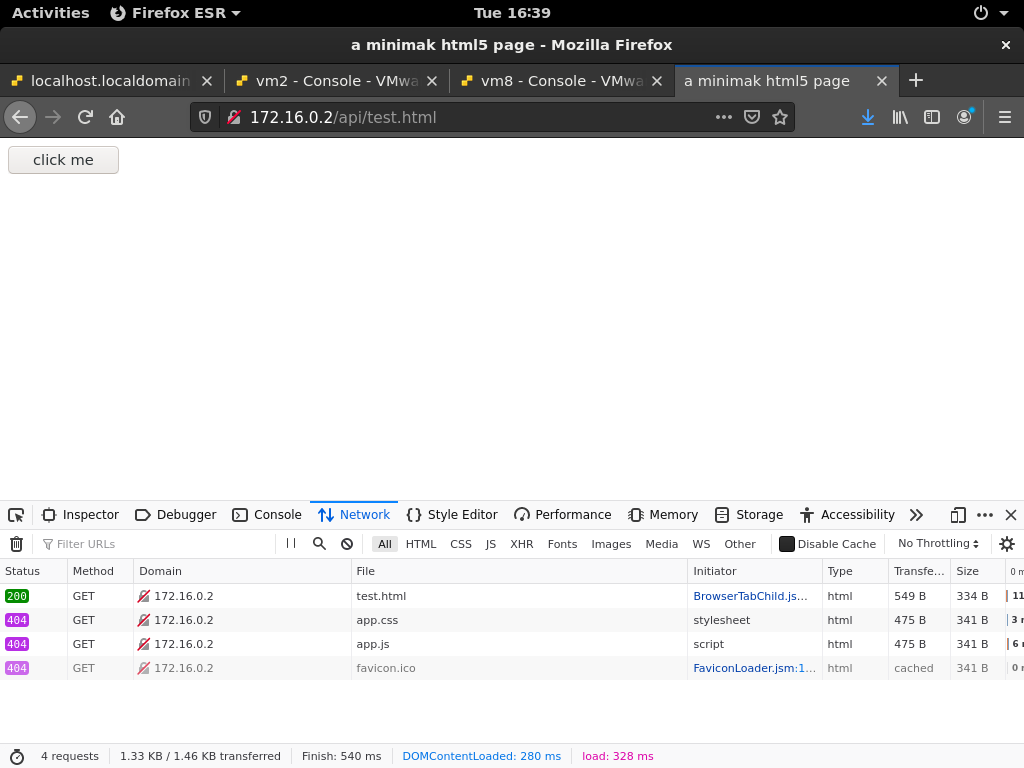 Activities Firefox ESR Tue 16:39
a minimak html5 page - Mozilla Firefox
localhost.localdomain vm2 - Console - VMwa vm8 - Console - VMwa a minimak html5 page
172.16.0.2/api/test.html
click me
Inspector Debugger Console Network Style Editor Performance Memory Storage Accessibility
Filter URLs All HTML CSS JS XHR Fonts Images Media WS Other Disable Cache No Throttling
Status Method Domain File Initiator Type Transfe... Size 0 m
200 GET 172.16.0.2 test.html BrowserTabChild.js... html 549 B 334 B 11
404 GET 172.16.0.2 app.css stylesheet html 475 B 341 B 3 r
404 GET 172.16.0.2 app.js script html 475 B 341 B 6 r
404 GET 172.16.0.2 favicon.ico FaviconLoader.jsm:1... html cached 341 B 0 r
4 requests 1.33 KB / 1.46 KB transferred Finish: 540 ms DOMContentLoaded: 280 ms load: 328 ms